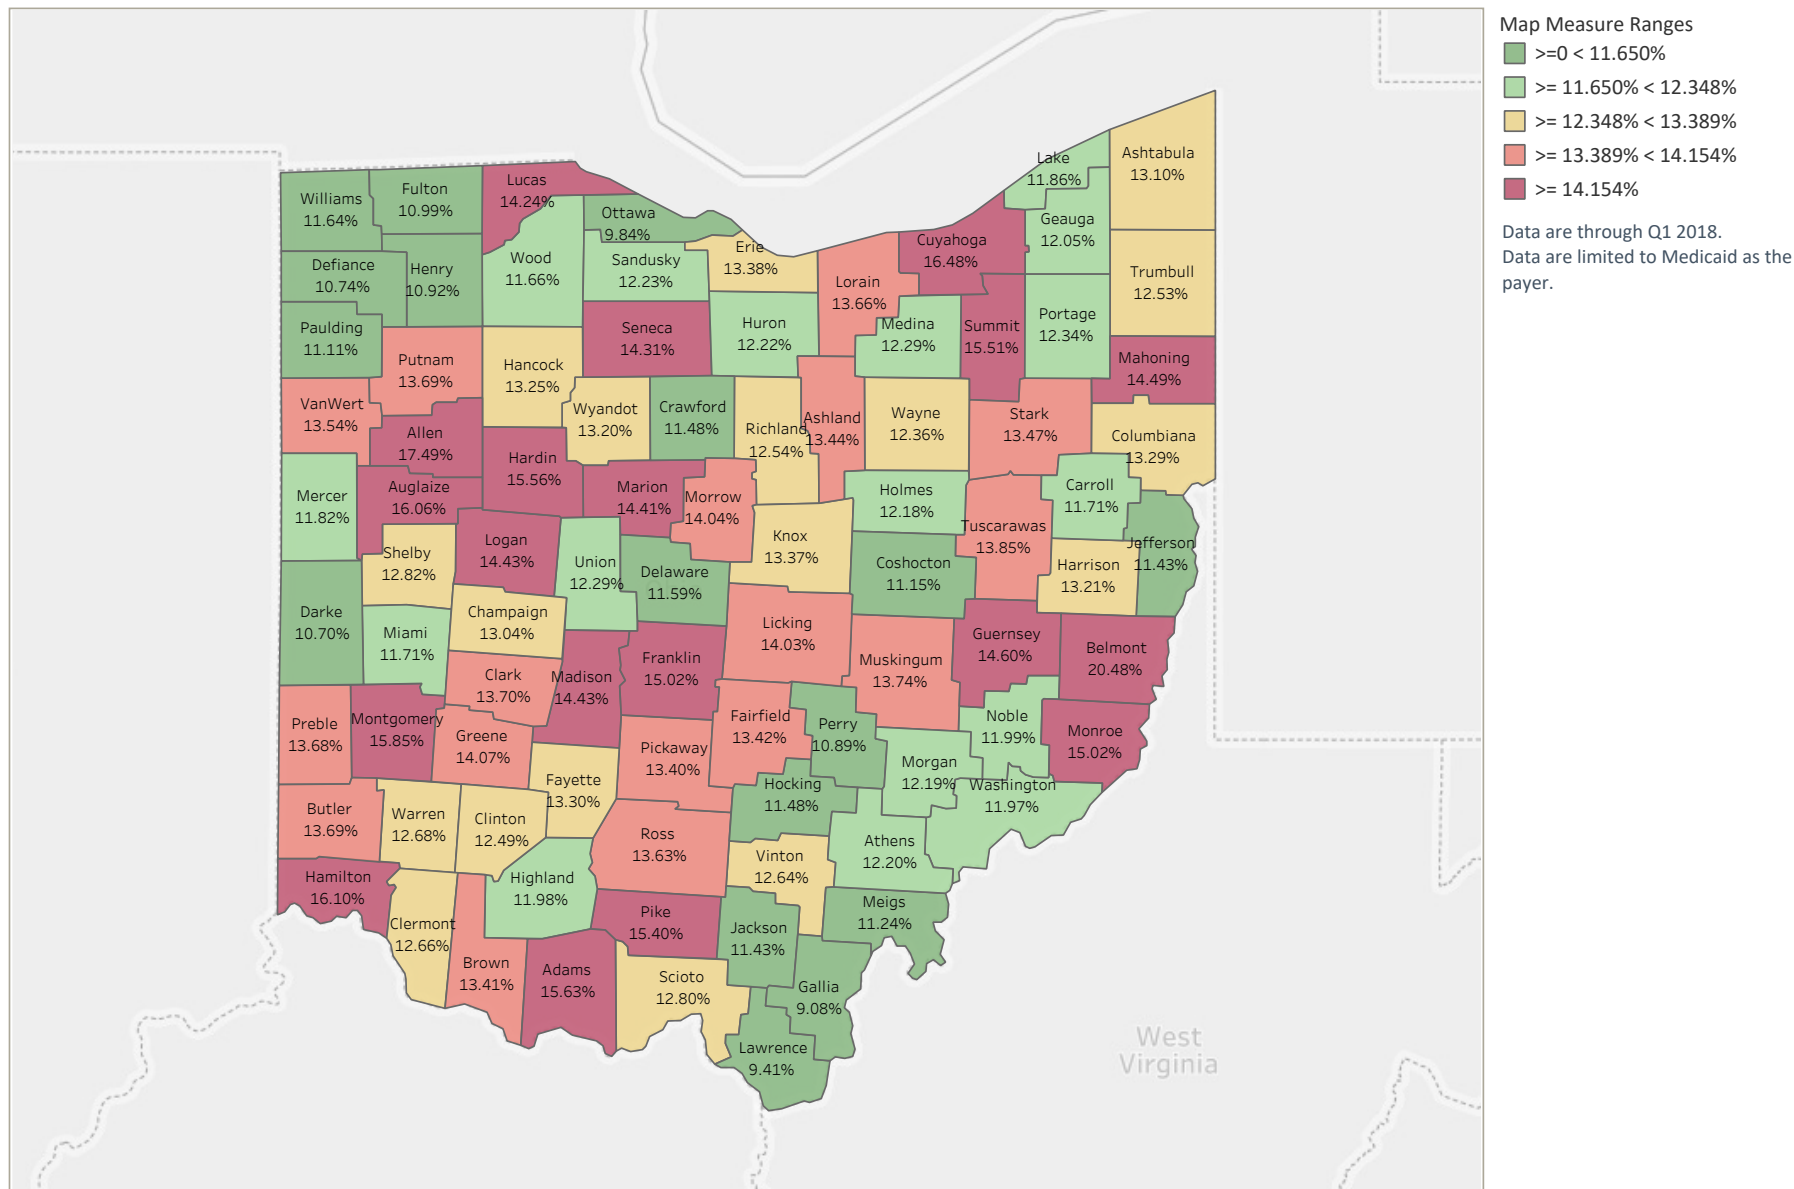 Map Measure Ranges
>=0 < 11.650%
>= 11.650% < 12.348%
>= 12.348% < 13.389%
>= 13.389% < 14.154%
>= 14.154%
Data are through Q1 2018.
Data are limited to Medicaid as the
payer.
Williams
11.64%
Fulton
10.99%
Lucas
14.24%
Ottawa
9.84%
Lake
11.86%
Ashtabula
13.10%
Geauga
12.05%
Cuyahoga
16.48%
Erie
13.38%
Wood
11.66%
Sandusky
12.23%
Defiance
10.74%
Henry
10.92%
Lorain
13.66%
Trumbull
12.53%
Paulding
11.11%
Seneca
14.31%
Huron
12.22%
Medina
12.29%
Summit
15.51%
Portage
12.34%
Putnam
13.69%
Hancock
13.25%
Mahoning
14.49%
VanWert
13.54%
Allen
17.49%
Wyandot
13.20%
Crawford
11.48%
Richland
12.54%
Ashland
13.44%
Wayne
12.36%
Stark
13.47%
Columbiana
13.29%
Hardin
15.56%
Mercer
11.82%
Auglaize
16.06%
Marion
14.41%
Morrow
14.04%
Holmes
12.18%
Carroll
11.71%
Tuscarawas
13.85%
Jefferson
11.43%
Shelby
12.82%
Logan
14.43%
Union
12.29%
Delaware
11.59%
Knox
13.37%
Coshocton
11.15%
Harrison
13.21%
Darke
10.70%
Miami
11.71%
Champaign
13.04%
Licking
14.03%
Guernsey
14.60%
Belmont
20.48%
Clark
13.70%
Madison
14.43%
Franklin
15.02%
Muskingum
13.74%
Preble
13.68%
Montgomery
15.85%
Greene
14.07%
Pickaway
13.40%
Fairfield
13.42%
Perry
10.89%
Noble
11.99%
Monroe
15.02%
Morgan
12.19%
Washington
11.97%
Fayette
13.30%
Hocking
11.48%
Butler
13.69%
Warren
12.68%
Clinton
12.49%
Ross
13.63%
Vinton
12.64%
Athens
12.20%
Hamilton
16.10%
Highland
11.98%
Clermont
12.66%
Pike
15.40%
Jackson
11.43%
Meigs
11.24%
Brown
13.41%
Adams
15.63%
Scioto
12.80%
Gallia
9.08%
Lawrence
9.41%
West
Virginia